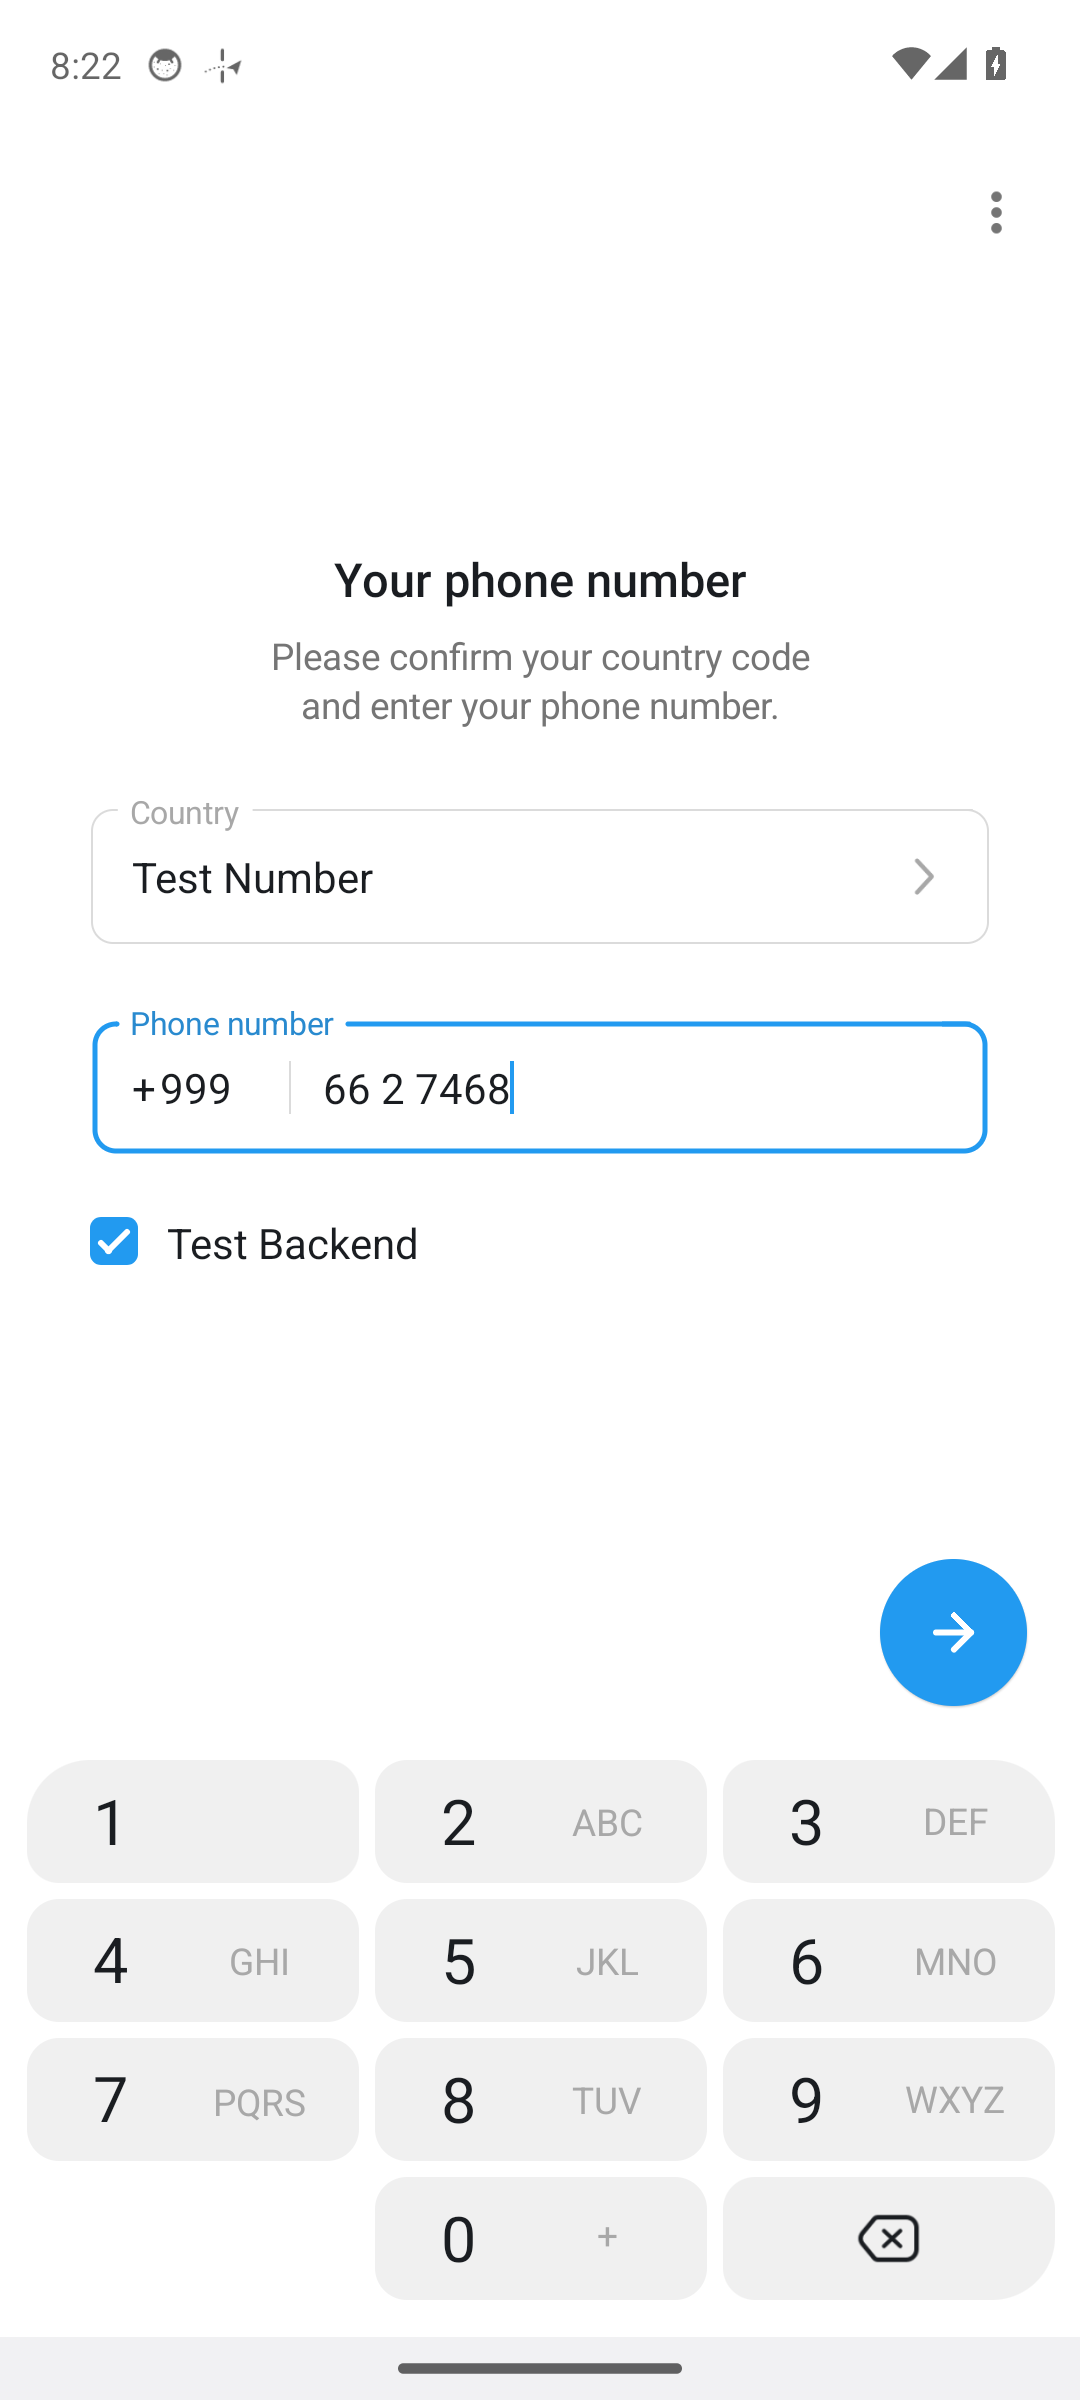 8:22
Your phone number
Please confirm your country code
and enter your phone number.
Country
Test Number
Phone number
+999 66 2 7468
Test Backend
1
2 ABC
3 DEF
4 GHI
5 JKL
6 MNO
7 PQRS
8 TUV
9 WXYZ
0 +